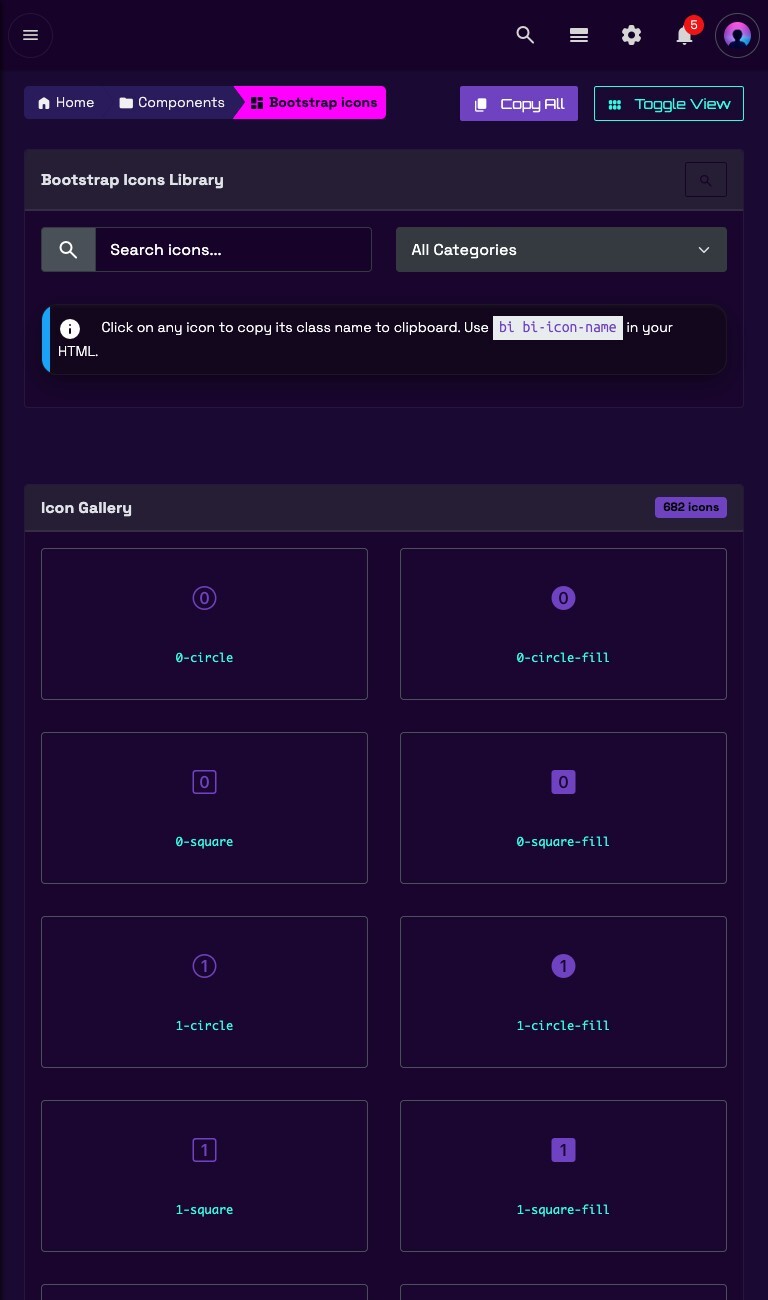 5
Home Components Bootstrap icons
Copy All Toggle View
Bootstrap Icons Library
Search icons... All Categories
Click on any icon to copy its class name to clipboard. Use bi bi-icon-name in your
HTML.
Icon Gallery 682 icons
0 0
0-circle 0-circle-fill
0 0
0-square 0-square-fill
1 1
1-circle 1-circle-fill
1 1
1-square 1-square-fill